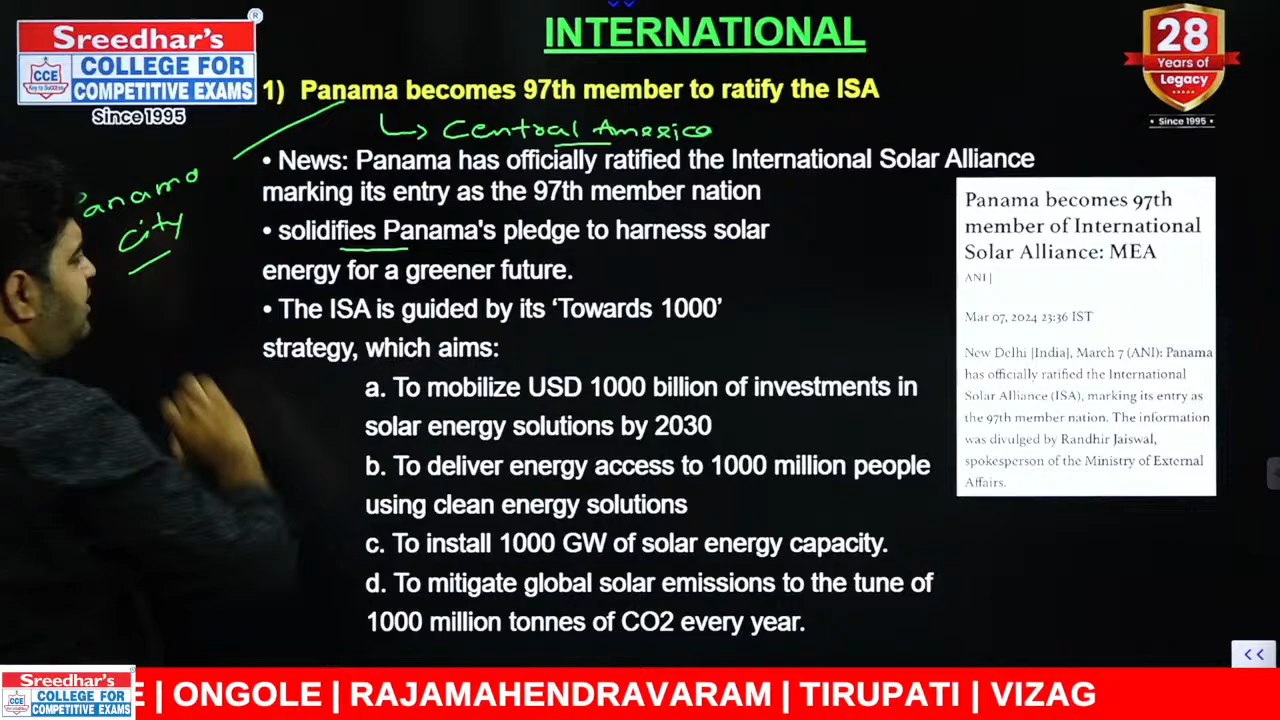 Sreedhar's
CCE
Key to Success
COLLEGE FOR
COMPETITIVE EXAMS
Since 1995
®
INTERNATIONAL
28
Years of
Legacy
Since 1995
1) Panama becomes 97th member to ratify the ISA
Central America
Panama
city
• News: Panama has officially ratified the International Solar Alliance
marking its entry as the 97th member nation
• solidifies Panama's pledge to harness solar
energy for a greener future.
• The ISA is guided by its ‘Towards 1000’
strategy, which aims:
a. To mobilize USD 1000 billion of investments in
solar energy solutions by 2030
b. To deliver energy access to 1000 million people
using clean energy solutions
c. To install 1000 GW of solar energy capacity.
d. To mitigate global solar emissions to the tune of
1000 million tonnes of CO2 every year.
Panama becomes 97th
member of International
Solar Alliance: MEA
ANI |
Mar 07, 2024 23:36 IST
New Delhi [India], March 7 (ANI): Panama
has officially ratified the International
Solar Alliance (ISA), marking its entry as
the 97th member nation. The information
was divulged by Randhir Jaiswal,
spokesperson of the Ministry of External
Affairs.
<<
Sreedhar's
CCE
COLLEGE FOR
COMPETITIVE EXAMS
E | ONGOLE | RAJAMAHENDRAVARAM | TIRUPATI | VIZAG